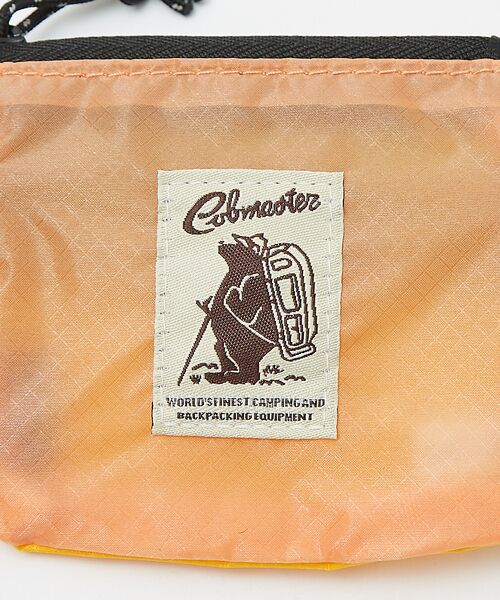 Cobmaster
WORLD'S FINEST CAMPING AND
BACKPACKING EQUIPMENT